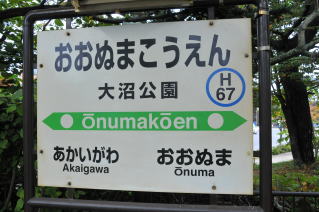 おおぬまこうえん
大沼公園
H
67
Ōnumakōen
あかいがわ
Akaigawa
おおぬま
Ōnuma